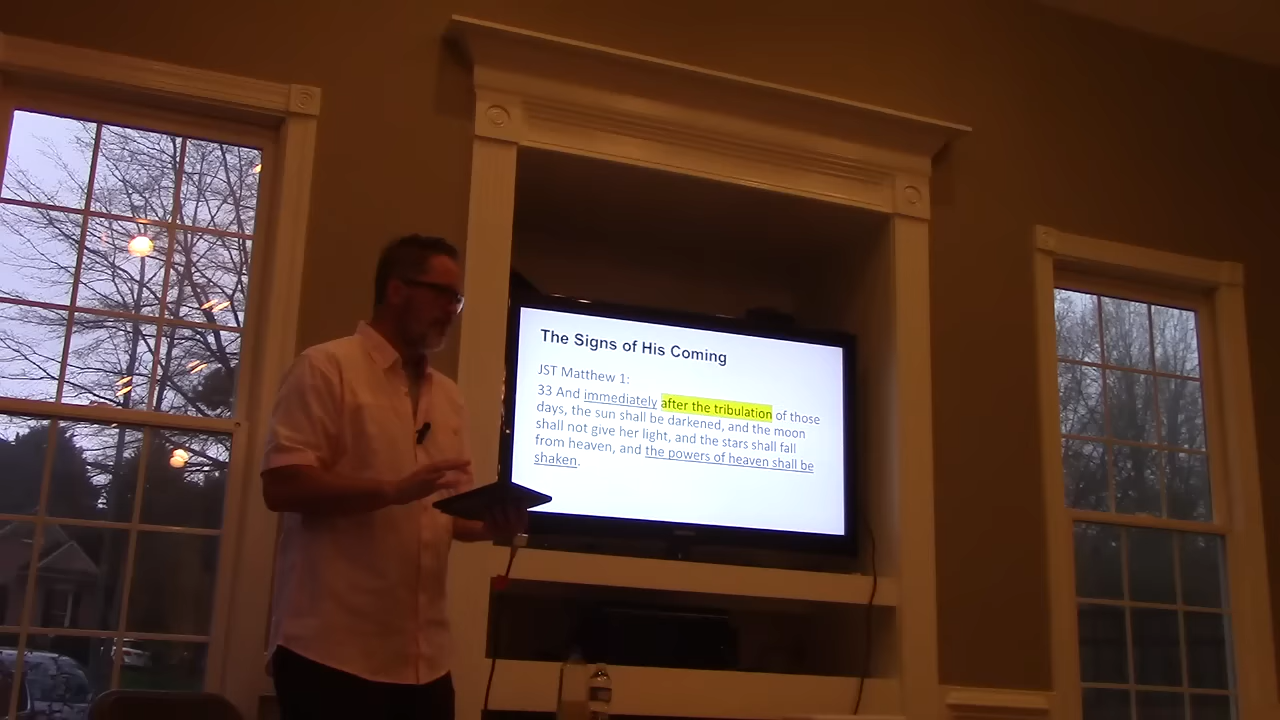 The Signs of His Coming
JST Matthew 1:
33 And immediately after the tribulation of those
days, the sun shall be darkened, and the moon
shall not give her light, and the stars shall fall
from heaven, and the powers of heaven shall be
shaken.